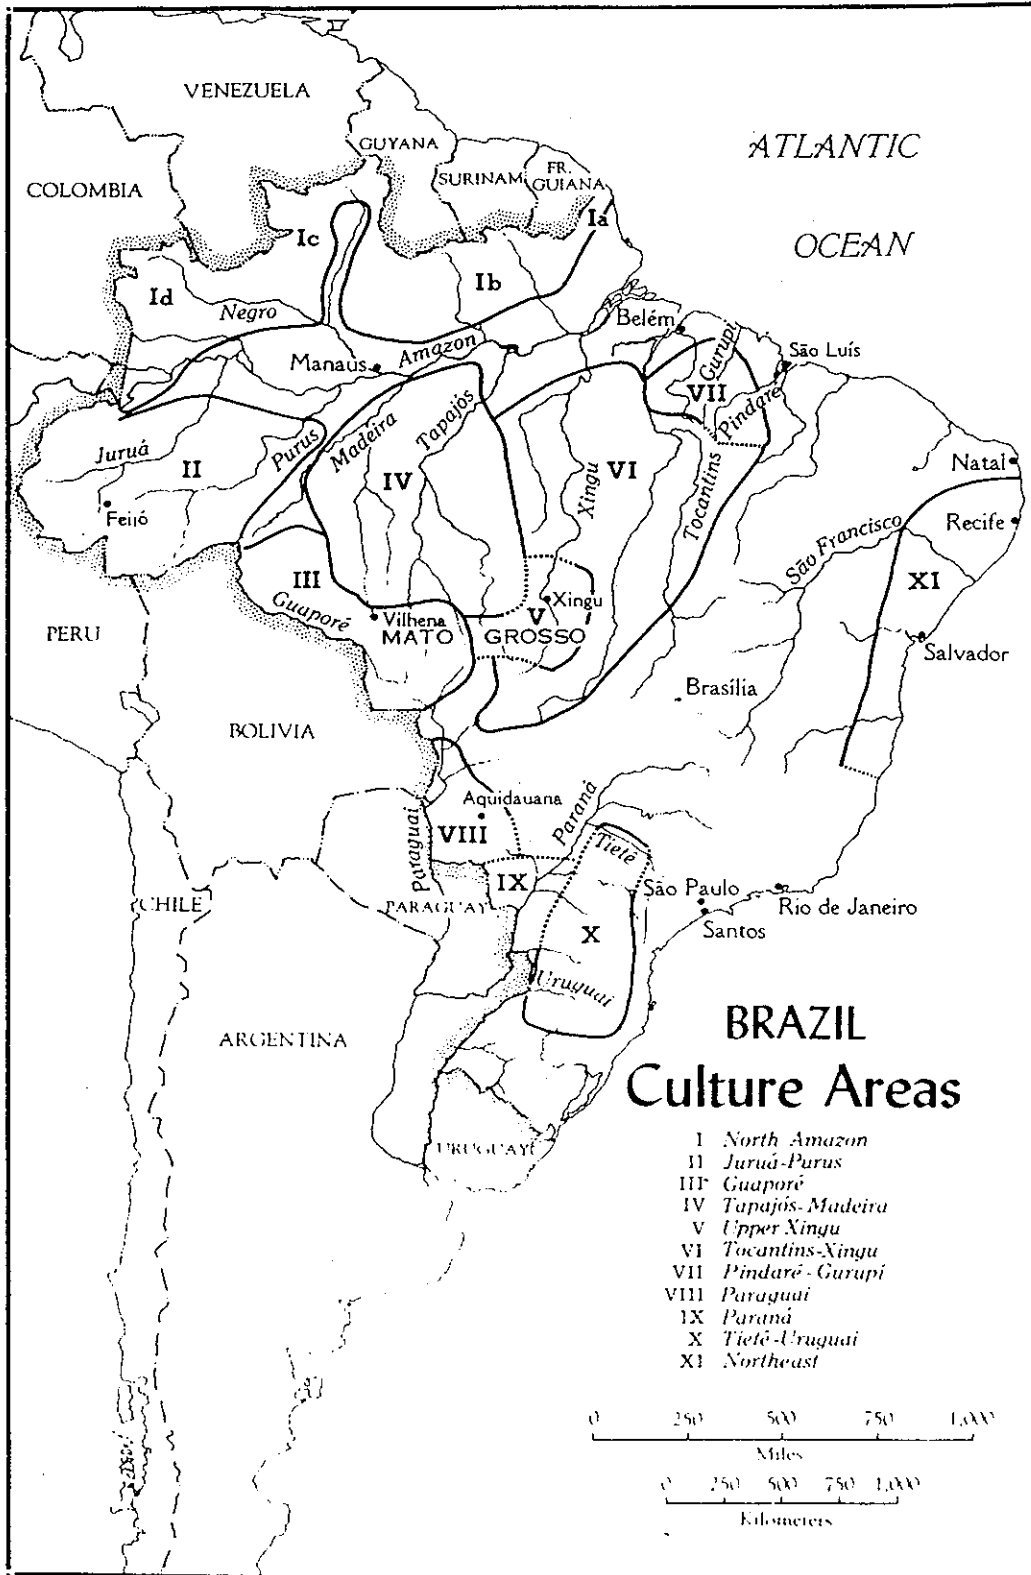 VENEZUELA
GUYANA
SURINAM
FR.
GUIANA
COLOMBIA
ATLANTIC
OCEAN
Ia
Ib
Ic
Id
Negro
Manaus
Amazon
Belém
Gurupi
São Luís
VII
Pindaré
Juruá
II
Purus
Madeira
Tapajós
IV
Xingu
VI
Tocantins
Natal
Feijó
São Francisco
Recife
XI
III
Guaporé
Vilhena
MATO
Xingu
V
GROSSO
PERU
Salvador
Brasília
BOLIVIA
Aquidauana
VIII
Paraguai
Paraná
Tietê
IX
CHILE
PARAGUAY
São Paulo
Santos
Rio de Janeiro
X
Uruguai
ARGENTINA
URUGUAY
BRAZIL
Culture Areas
I North Amazon
II Juruá-Purus
III Guaporé
IV Tapajós-Madeira
V Upper Xingu
VI Tocantins-Xingu
VII Pindaré-Gurupi
VIII Paraguai
IX Paraná
X Tietê-Uruguai
XI Northeast
0 250 500 750 1,000
Miles
0 250 500 750 1,000
Kilometers